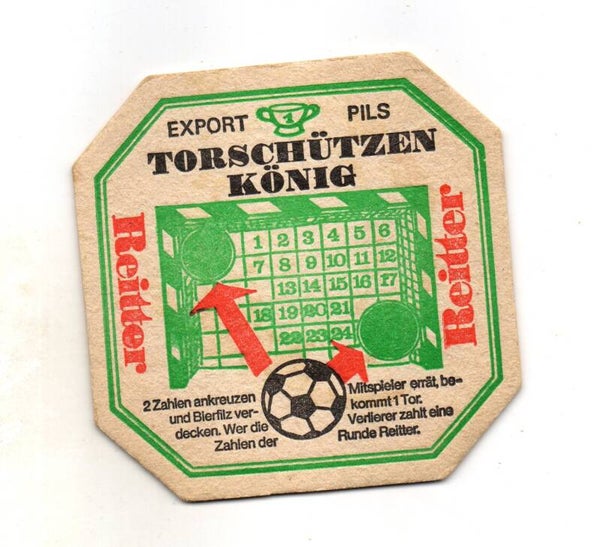 EXPORT 1 PILS
TORSCHÜTZEN
KÖNIG
Reitter
Reitter
1 2 3 4 5 6
7 8 9 10 11 12
13 14 15 16 17
18 19 20 21
22 23 24
2 Zahlen ankreuzen
und Bierfilz ver-
decken. Wer die
Zahlen der
Mitspieler errät, be-
kommt 1 Tor.
Verlierer zahlt eine
Runde Reitter.